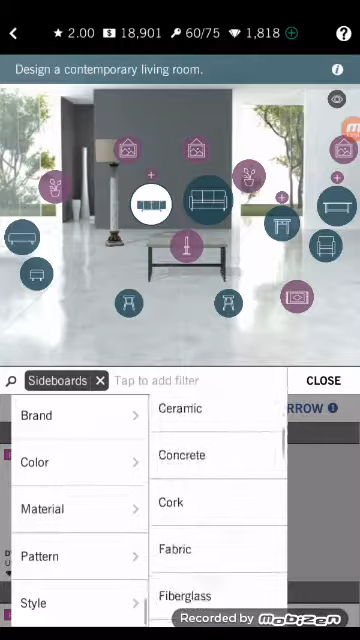 2.00 18,901 60/75 1,818 ?
Design a contemporary living room.
Sideboards X Tap to add filter CLOSE
RROW
Brand
Color
Material
Pattern
Style
Ceramic
Concrete
Cork
Fabric
Fiberglass
Recorded by MOBIZEN